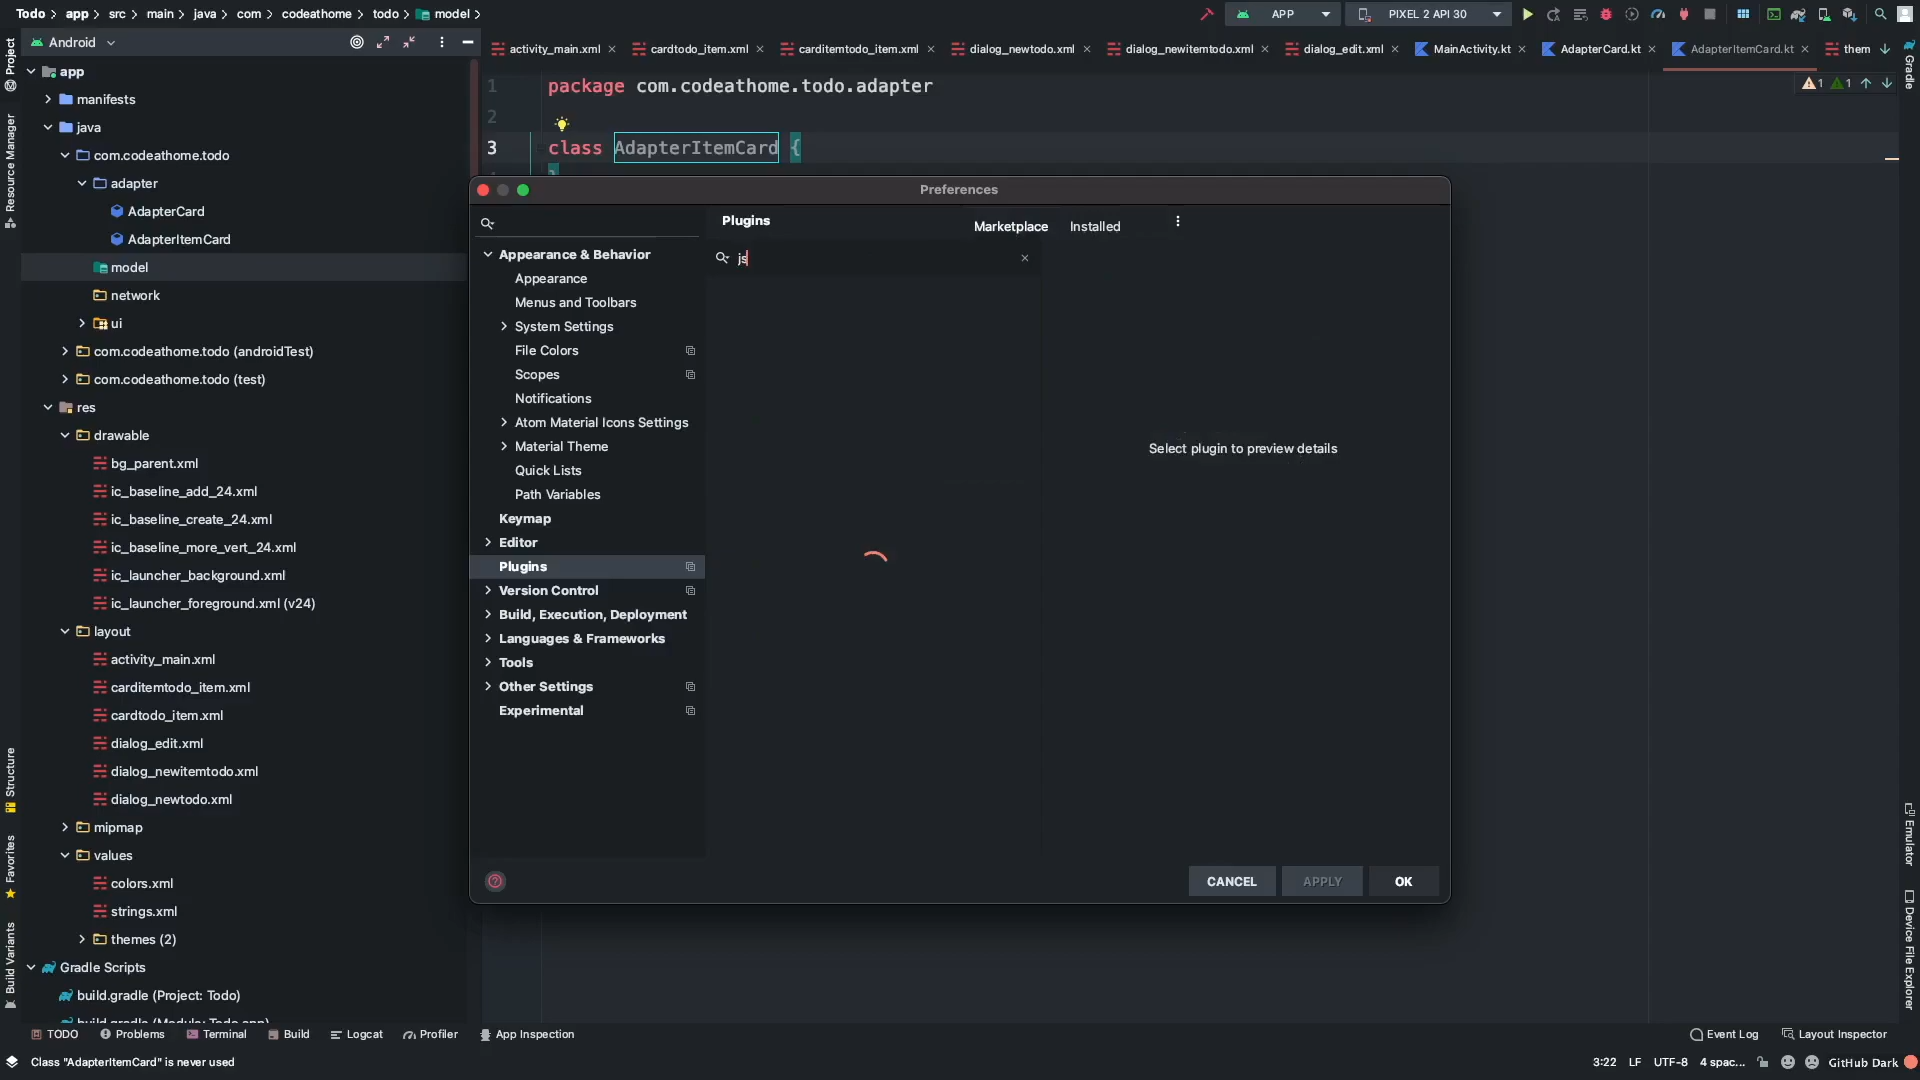 Todo app src main java com codeathome todo model
APP
PIXEL 2 API 30
Android
activity_main.xml
cardtodo_item.xml
carditemtodo_item.xml
dialog_newtodo.xml
dialog_newitemtodo.xml
dialog_edit.xml
MainActivity.kt
AdapterCard.kt
AdapterItemCard.kt
them
Project
Resource Manager
Structure
Favorites
Build Variants
app
manifests
java
com.codeathome.todo
adapter
AdapterCard
AdapterItemCard
model
network
ui
com.codeathome.todo (androidTest)
com.codeathome.todo (test)
res
drawable
bg_parent.xml
ic_baseline_add_24.xml
ic_baseline_create_24.xml
ic_baseline_more_vert_24.xml
ic_launcher_background.xml
ic_launcher_foreground.xml (v24)
layout
activity_main.xml
carditemtodo_item.xml
cardtodo_item.xml
dialog_edit.xml
dialog_newitemtodo.xml
dialog_newtodo.xml
mipmap
values
colors.xml
strings.xml
themes (2)
Gradle Scripts
build.gradle (Project: Todo)
build.gradle (Module: Todo.app)
1 package com.codeathome.todo.adapter
2
3 class AdapterItemCard {
}
1 1
Preferences
Appearance & Behavior
Appearance
Menus and Toolbars
System Settings
File Colors
Scopes
Notifications
Atom Material Icons Settings
Material Theme
Quick Lists
Path Variables
Keymap
Editor
Plugins
Version Control
Build, Execution, Deployment
Languages & Frameworks
Tools
Other Settings
Experimental
Plugins
Marketplace
Installed
js
Select plugin to preview details
CANCEL
APPLY
OK
Gradle
Emulator
Device File Explorer
TODO
Problems
Terminal
Build
Logcat
Profiler
App Inspection
Event Log
Layout Inspector
Class "AdapterItemCard" is never used
3:22 LF UTF-8 4 spac... GitHub Dark